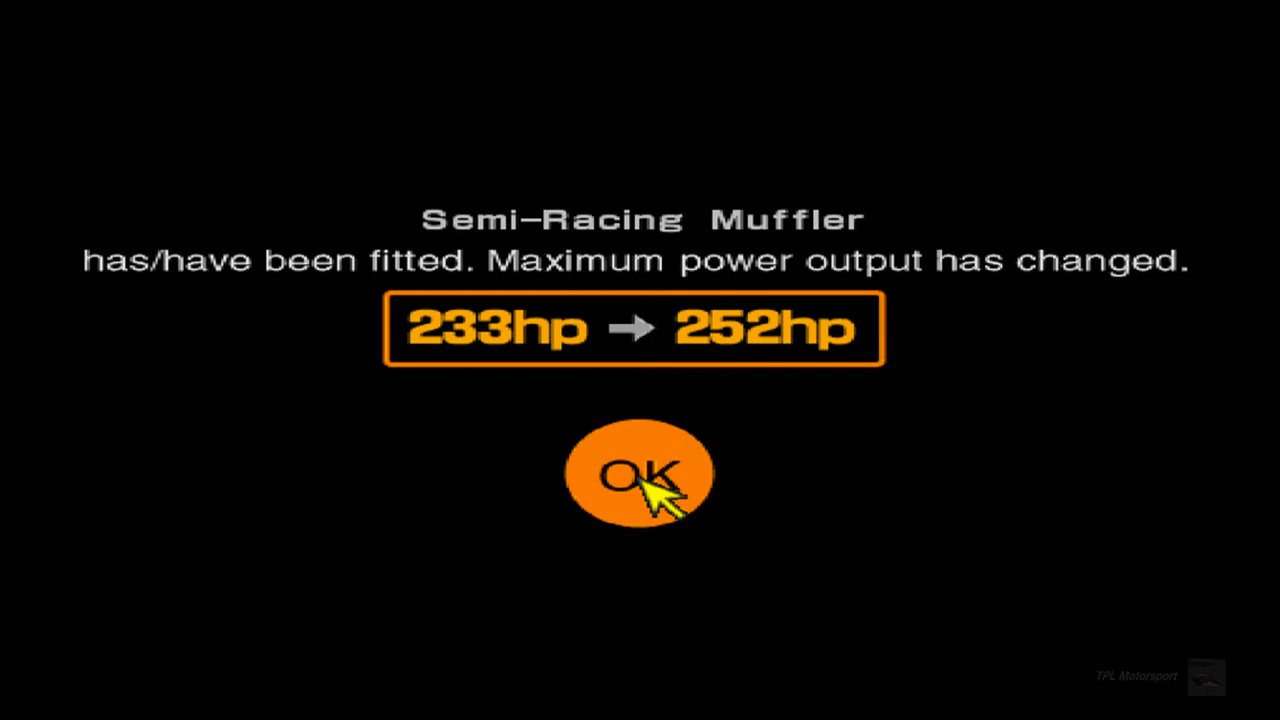 Semi-Racing Muffler
has/have been fitted. Maximum power output has changed.
233hp → 252hp
OK
TPL Motorsport